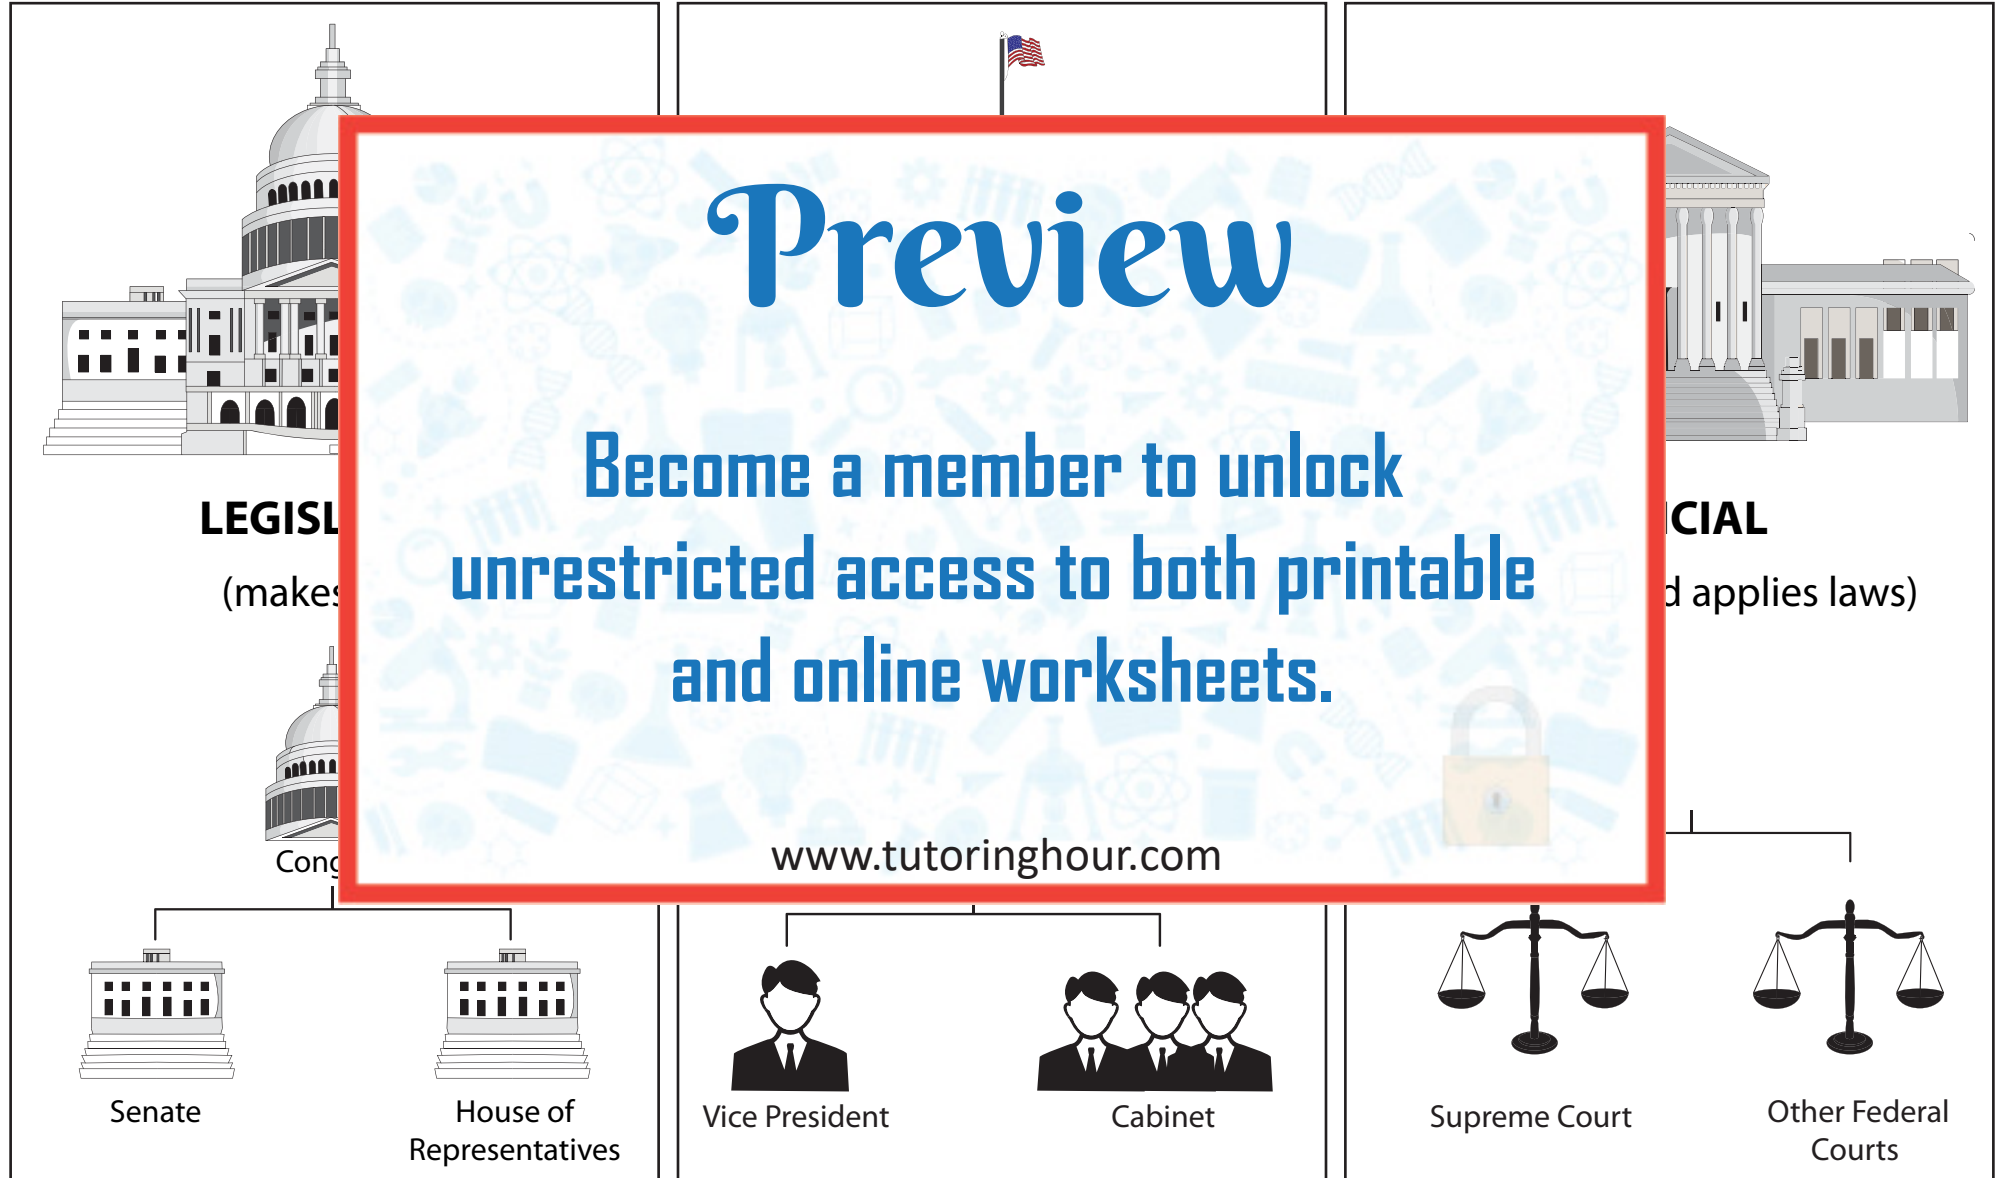 Preview
Become a member to unlock
unrestricted access to both printable
and online worksheets.
www.tutoringhour.com
LEGISL
(makes
Cong
Senate
House of
Representatives
Vice President
Cabinet
CIAL
d applies laws)
Supreme Court
Other Federal
Courts